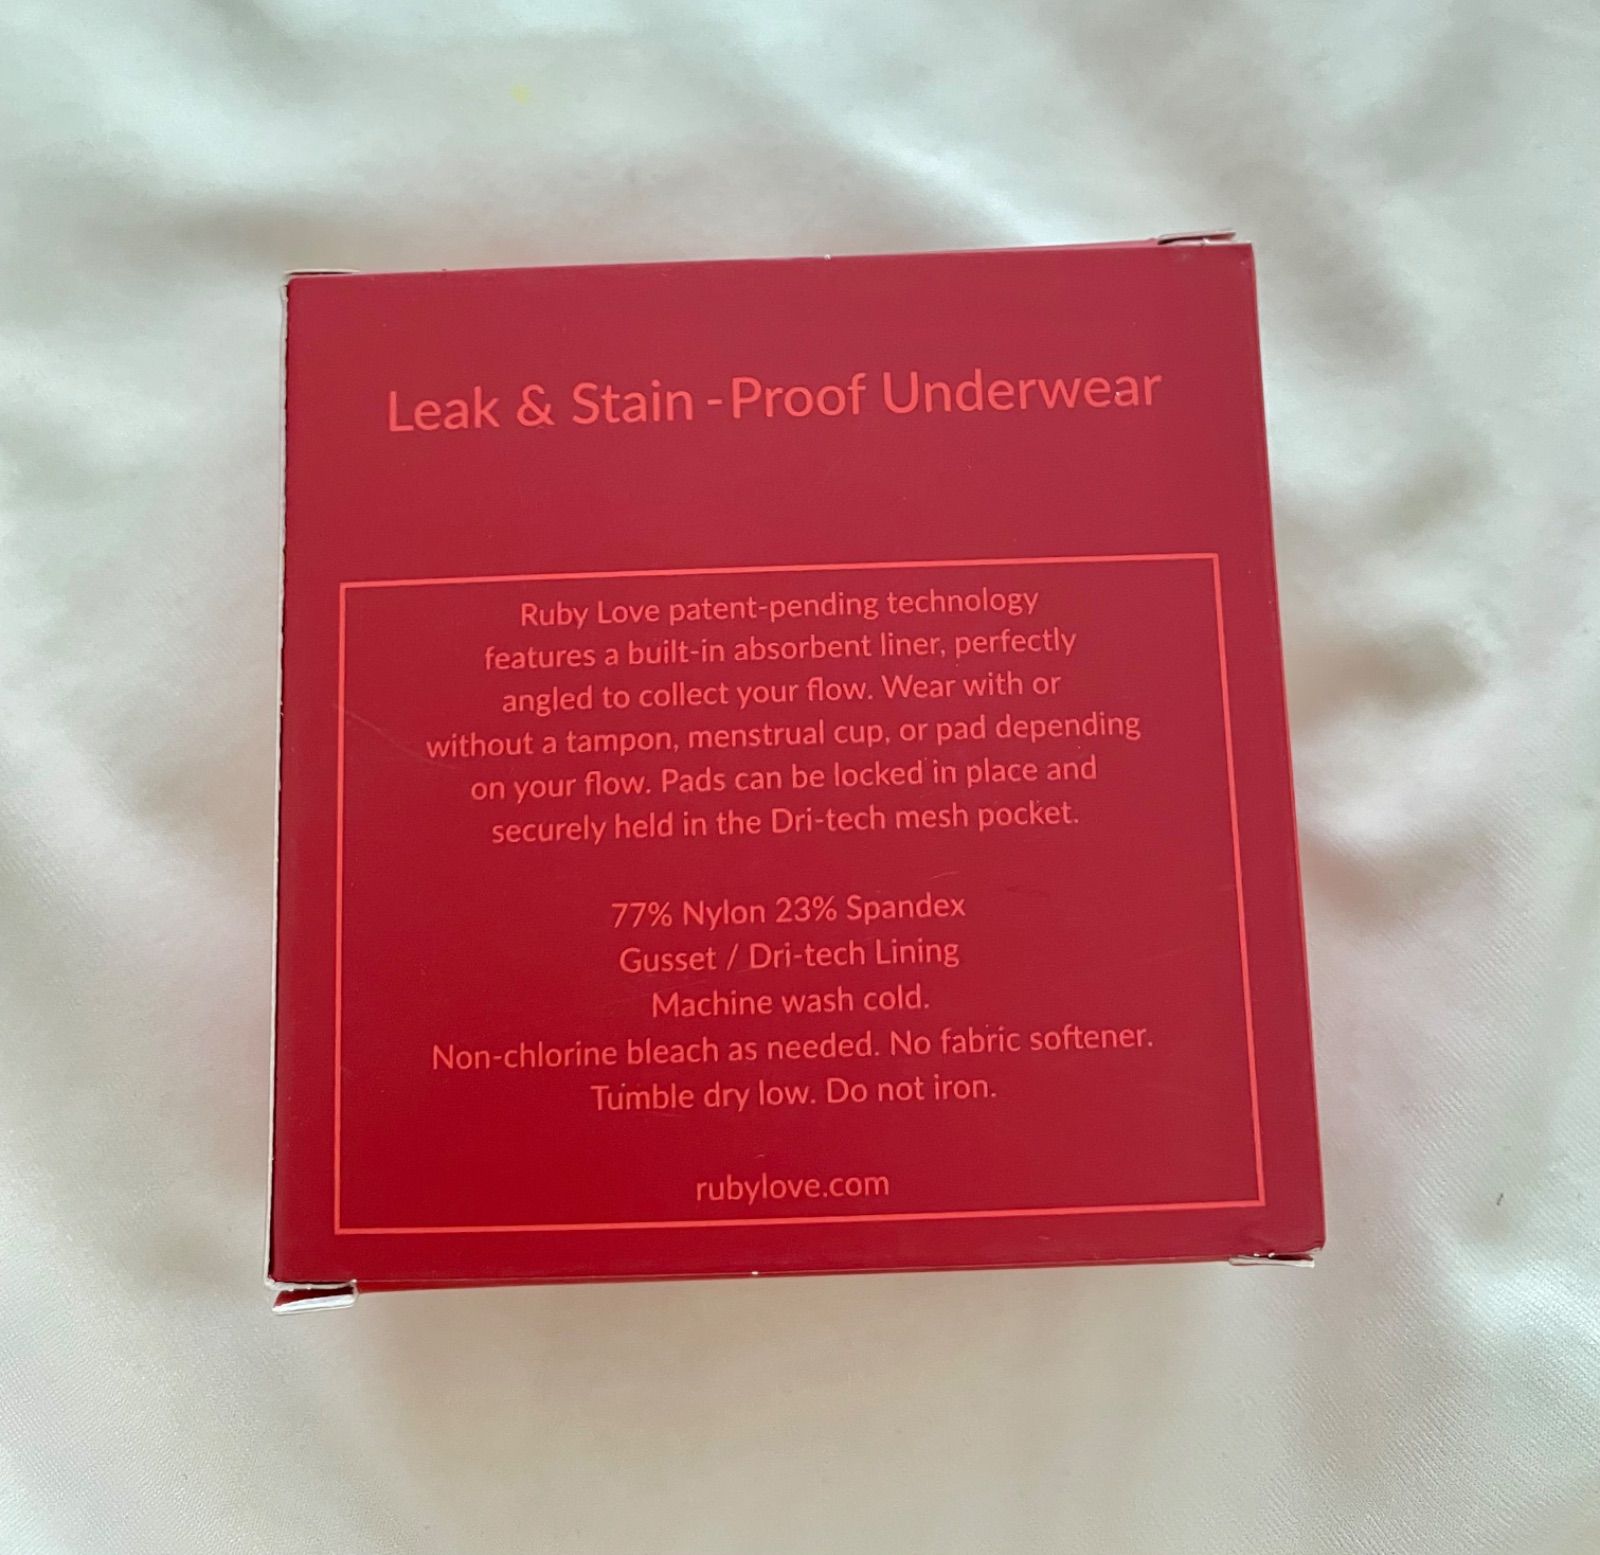 Leak & Stain -Proof Underwear
Ruby Love patent-pending technology
features a built-in absorbent liner, perfectly
angled to collect your flow. Wear with or
without a tampon, menstrual cup, or pad depending
on your flow. Pads can be locked in place and
securely held in the Dri-tech mesh pocket.
77% Nylon 23% Spandex
Gusset / Dri-tech Lining
Machine wash cold.
Non-chlorine bleach as needed. No fabric softener.
Tumble dry low. Do not iron.
rubylove.com